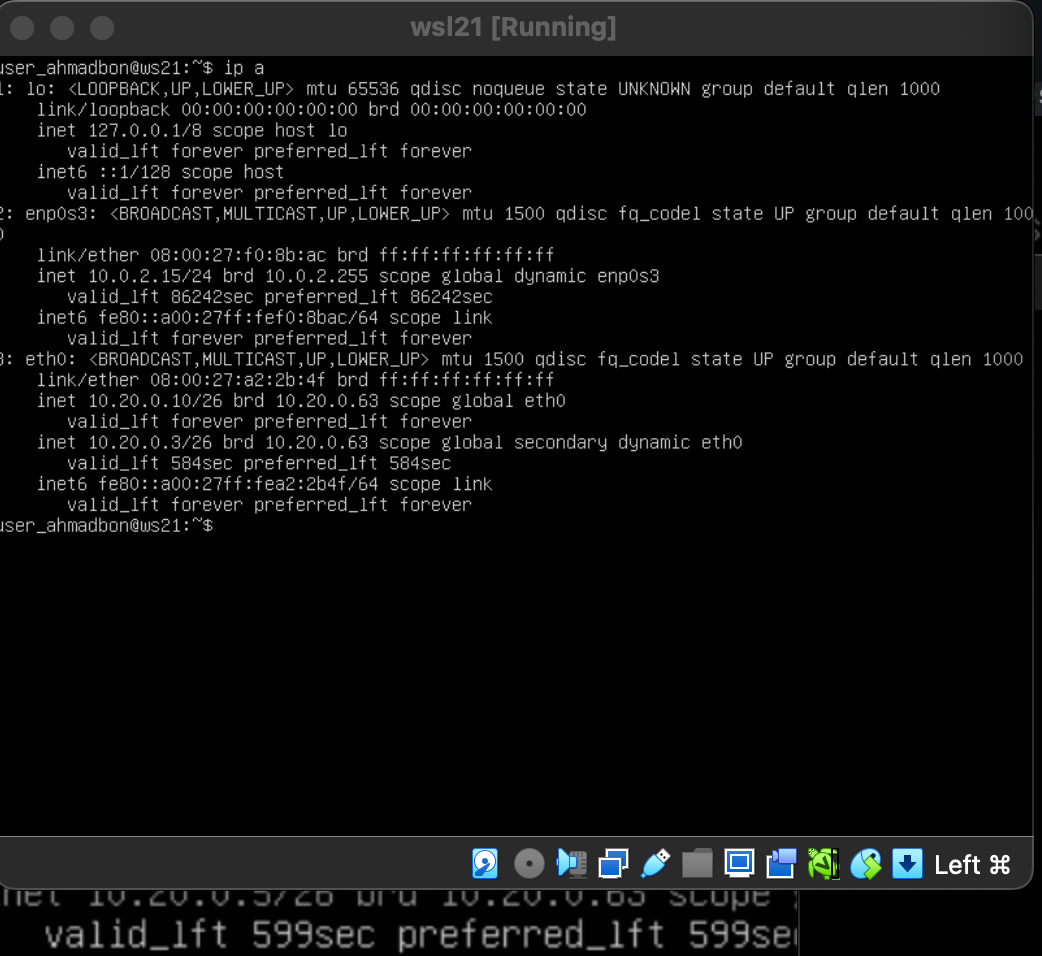 wsl21 [Running]
user_ahmadbon@ws21:~$ ip a
1: lo: <LOOPBACK,UP,LOWER_UP> mtu 65536 qdisc noqueue state UNKNOWN group default qlen 1000
link/loopback 00:00:00:00:00:00 brd 00:00:00:00:00:00
inet 127.0.0.1/8 scope host lo
valid_lft forever preferred_lft forever
inet6 ::1/128 scope host
valid_lft forever preferred_lft forever
2: enp0s3: <BROADCAST,MULTICAST,UP,LOWER_UP> mtu 1500 qdisc fq_codel state UP group default qlen 100
0
link/ether 08:00:27:f0:8b:ac brd ff:ff:ff:ff:ff:ff
inet 10.0.2.15/24 brd 10.0.2.255 scope global dynamic enp0s3
valid_lft 86242sec preferred_lft 86242sec
inet6 fe80::a00:27ff:fef0:8bac/64 scope link
valid_lft forever preferred_lft forever
3: eth0: <BROADCAST,MULTICAST,UP,LOWER_UP> mtu 1500 qdisc fq_codel state UP group default qlen 1000
link/ether 08:00:27:a2:2b:4f brd ff:ff:ff:ff:ff:ff
inet 10.20.0.10/26 brd 10.20.0.63 scope global eth0
valid_lft forever preferred_lft forever
inet 10.20.0.3/26 brd 10.20.0.63 scope global secondary dynamic eth0
valid_lft 584sec preferred_lft 584sec
inet6 fe80::a00:27ff:fea2:2b4f/64 scope link
valid_lft forever preferred_lft forever
user_ahmadbon@ws21:~$
Left ⌘
brd 10.20.0.63 scope
valid_lft 599sec preferred_lft 599se